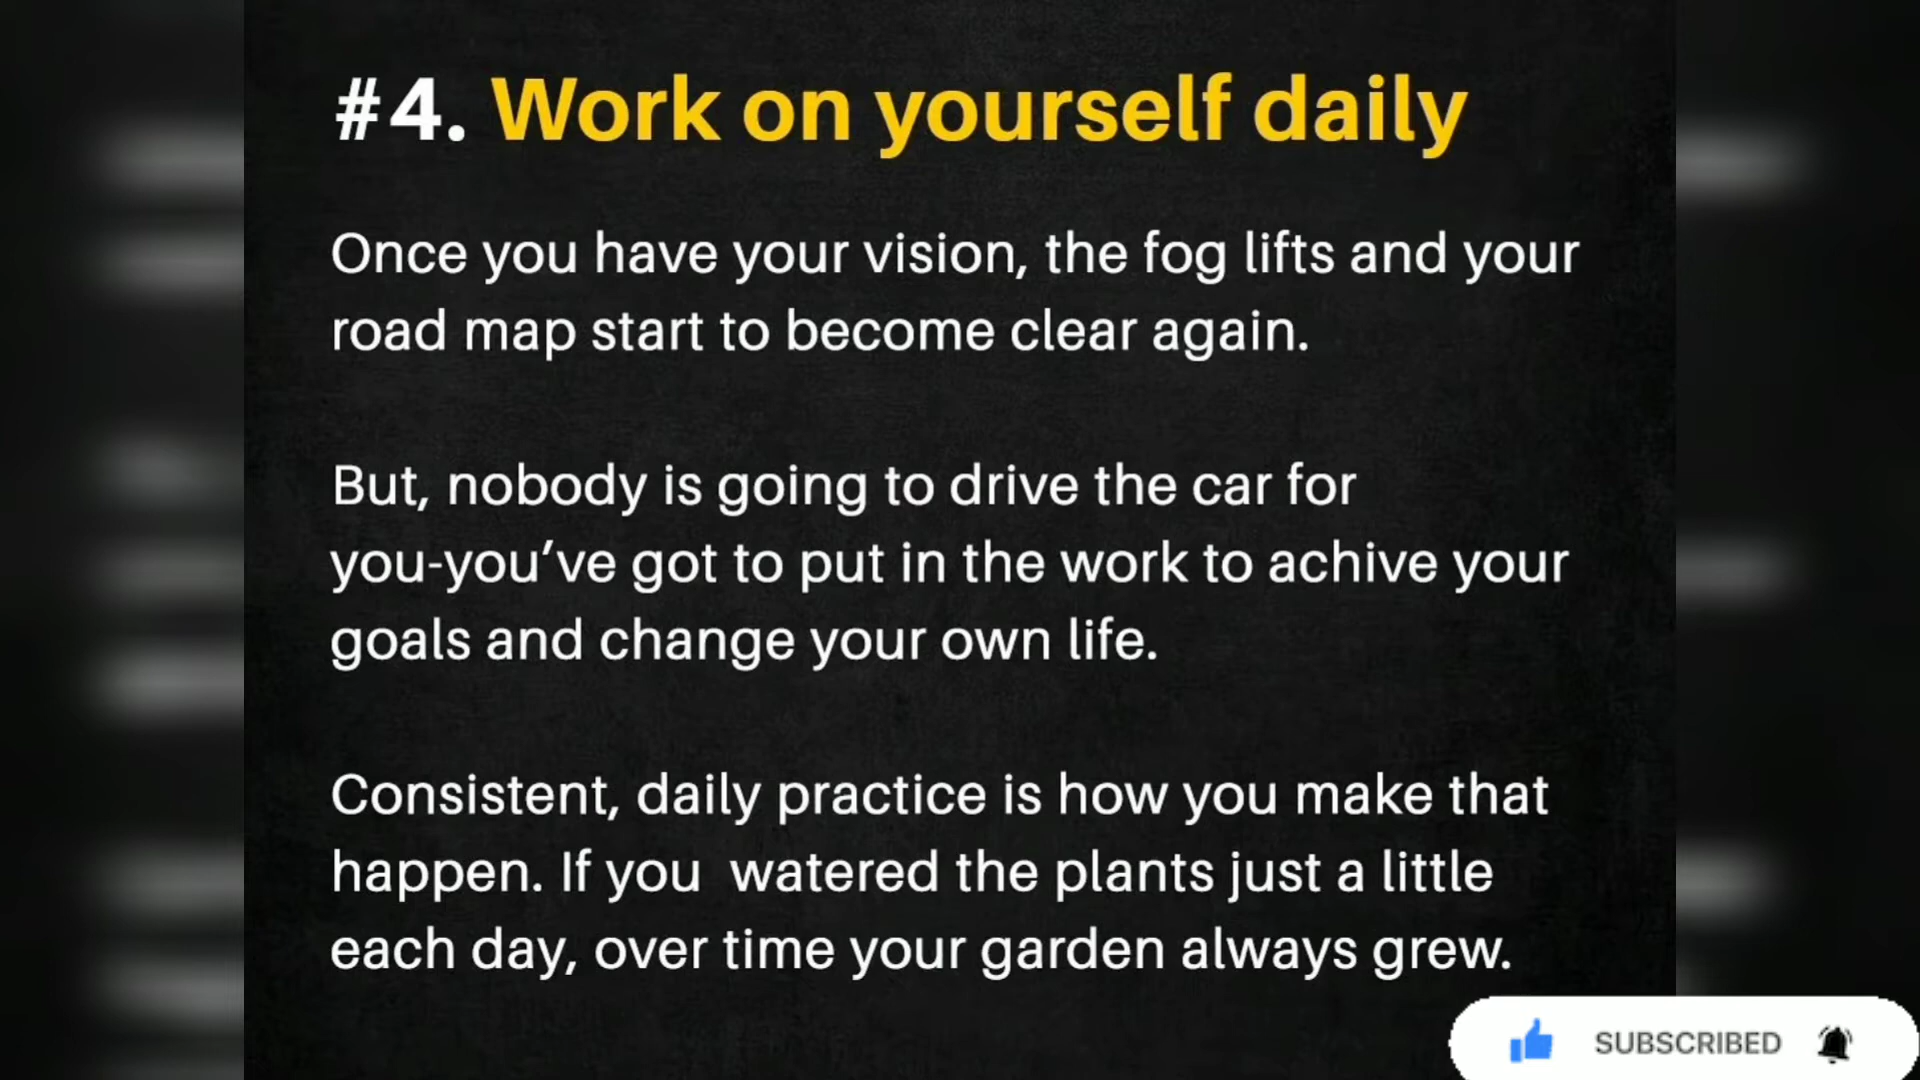 #4. Work on yourself daily
Once you have your vision, the fog lifts and your
road map start to become clear again.
But, nobody is going to drive the car for
you-you’ve got to put in the work to achive your
goals and change your own life.
Consistent, daily practice is how you make that
happen. If you  watered the plants just a little
each day, over time your garden always grew.
SUBSCRIBED